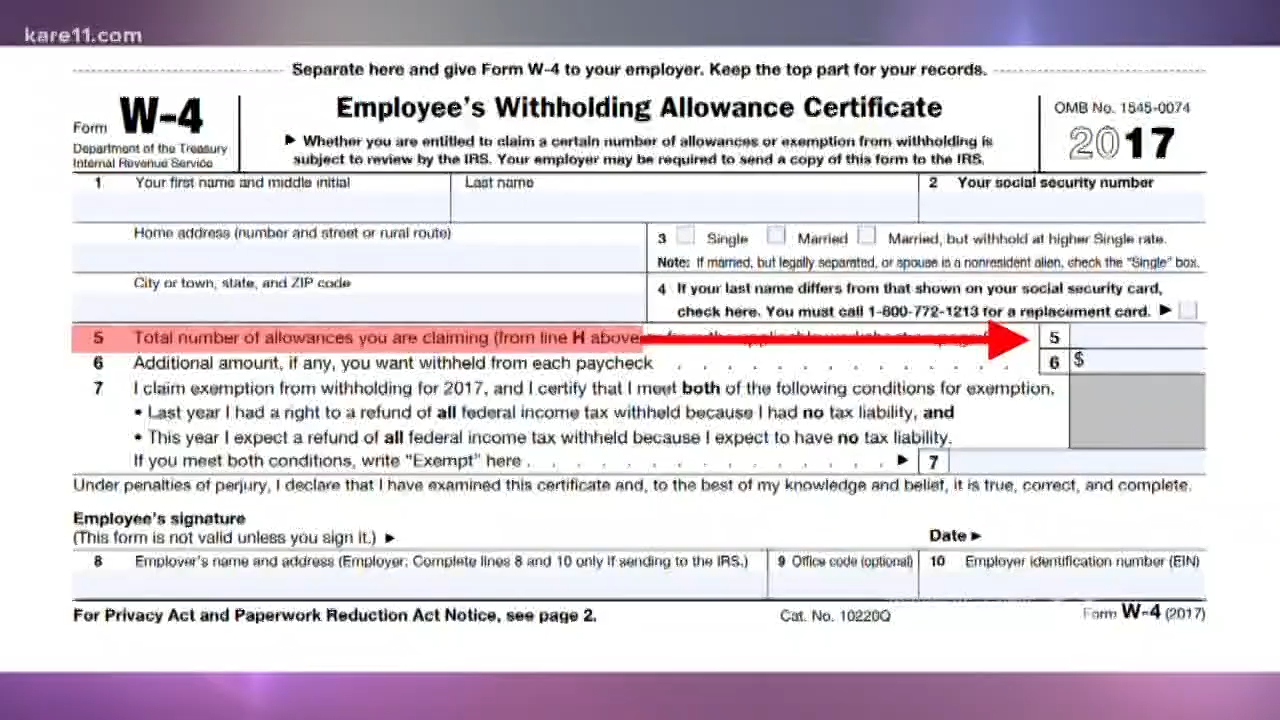 kare11.com
Separate here and give Form W-4 to your employer. Keep the top part for your records.
Form W-4
Department of the Treasury
Internal Revenue Service
Employee's Withholding Allowance Certificate
▶ Whether you are entitled to claim a certain number of allowances or exemption from withholding is
subject to review by the IRS. Your employer may be required to send a copy of this form to the IRS.
OMB No. 1545-0074
2017
1 Your first name and middle initial
Last name
2 Your social security number
Home address (number and street or rural route)
3 Single Married Married, but withhold at higher Single rate.
Note: If married, but legally separated, or spouse is a nonresident alien, check the "Single" box.
City or town, state, and ZIP code
4 If your last name differs from that shown on your social security card,
check here. You must call 1-800-772-1213 for a replacement card. ▶
5 Total number of allowances you are claiming (from line H above 5
6 Additional amount, if any, you want withheld from each paycheck . . . . . . . . . . . . . . 6 $
7 I claim exemption from withholding for 2017, and I certify that I meet both of the following conditions for exemption.
• Last year I had a right to a refund of all federal income tax withheld because I had no tax liability, and
• This year I expect a refund of all federal income tax withheld because I expect to have no tax liability.
If you meet both conditions, write "Exempt" here . . . . . . . . . . . . . . . ▶ 7
Under penalties of perjury, I declare that I have examined this certificate and, to the best of my knowledge and belief, it is true, correct, and complete.
Employee's signature
(This form is not valid unless you sign it.) ▶
Date ▶
8 Employer's name and address (Employer: Complete lines 8 and 10 only if sending to the IRS.)
9 Office code (optional)
10 Employer identification number (EIN)
For Privacy Act and Paperwork Reduction Act Notice, see page 2.
Cat. No. 10220Q
Form W-4 (2017)